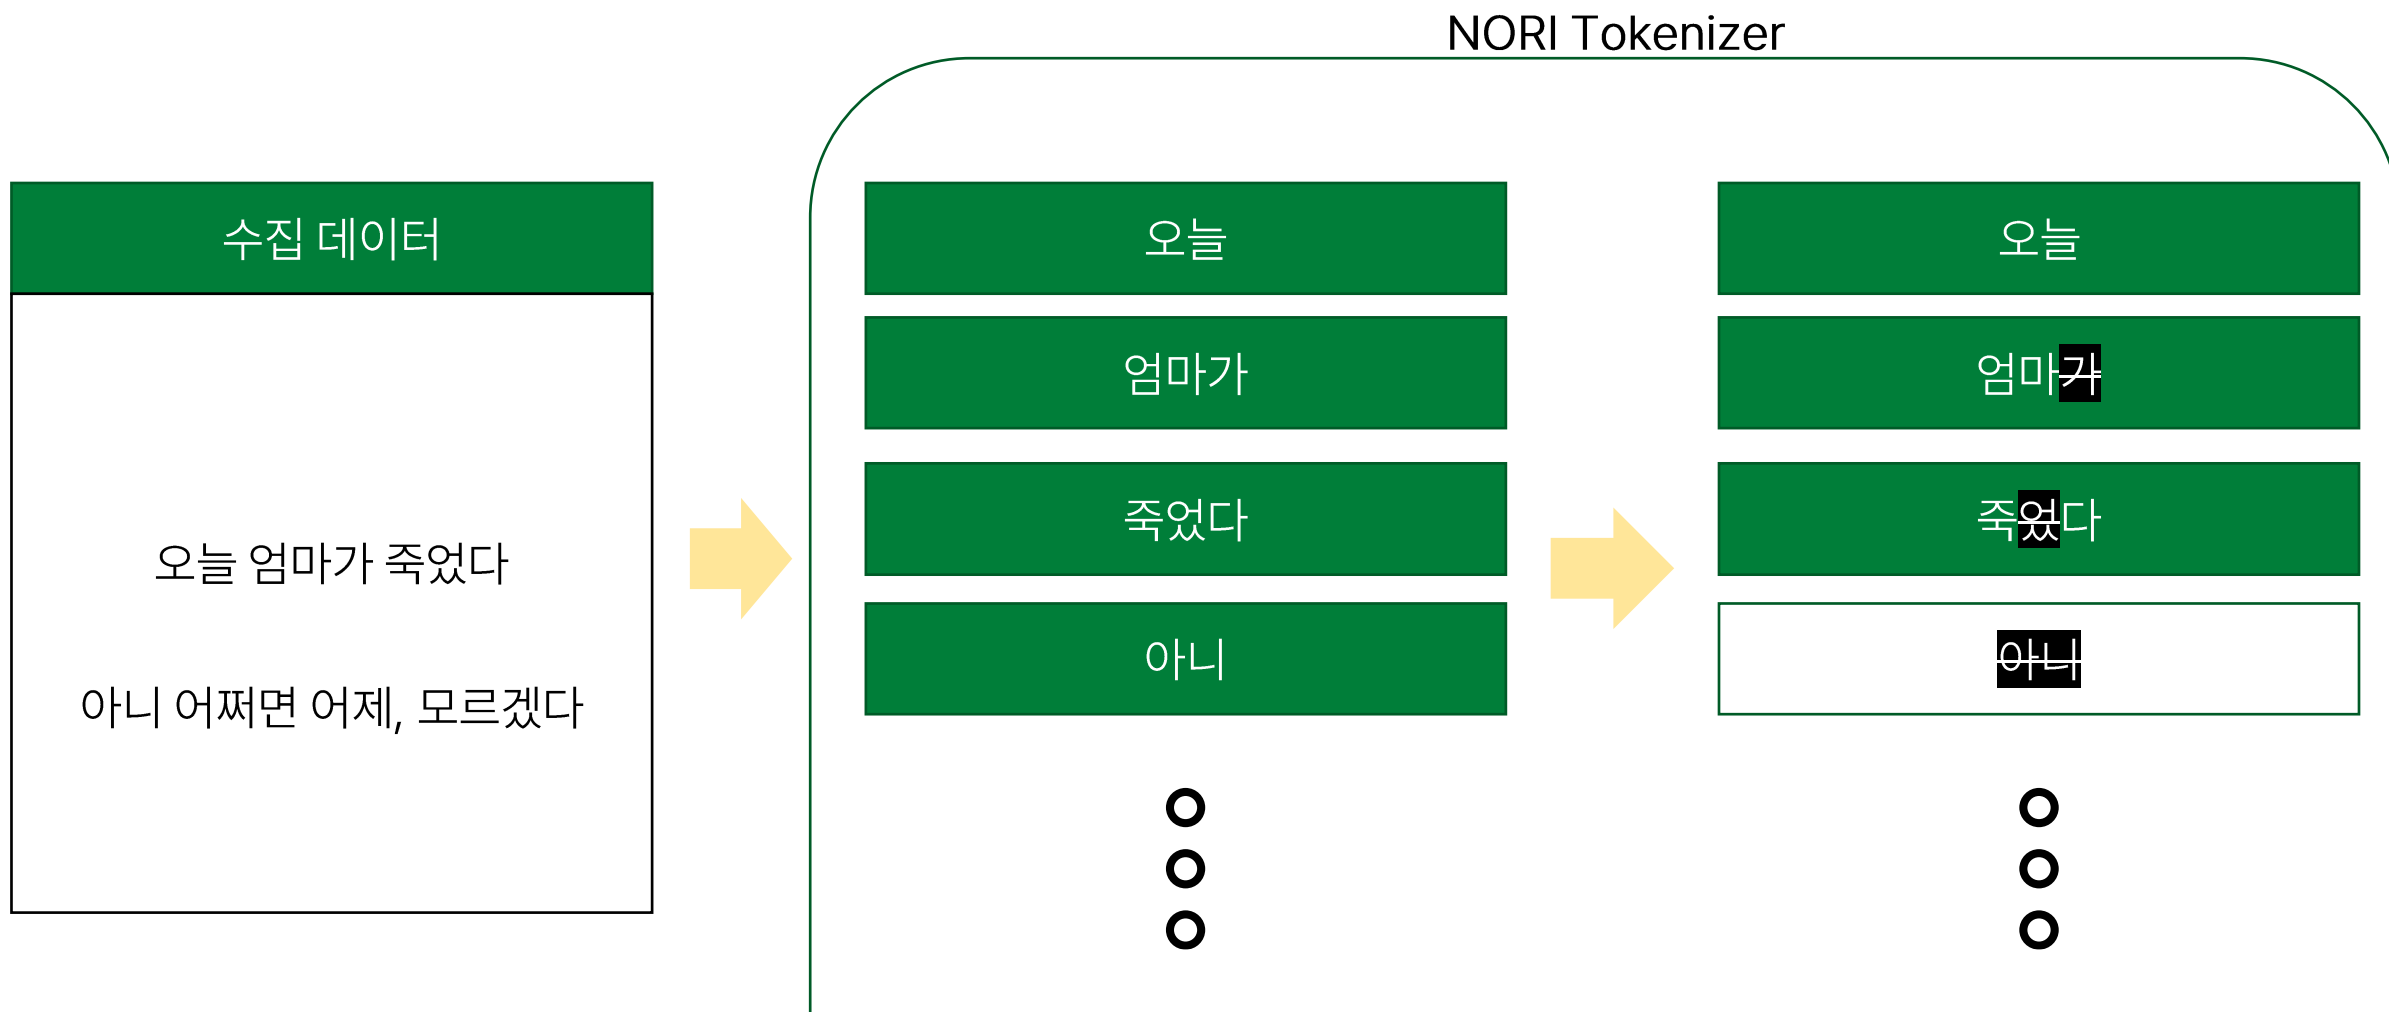 NORI Tokenizer
수집 데이터
오늘 엄마가 죽었다
아니 어쩌면 어제, 모르겠다
오늘
엄마가
죽었다
아니
오늘
엄마가
죽었다
아니